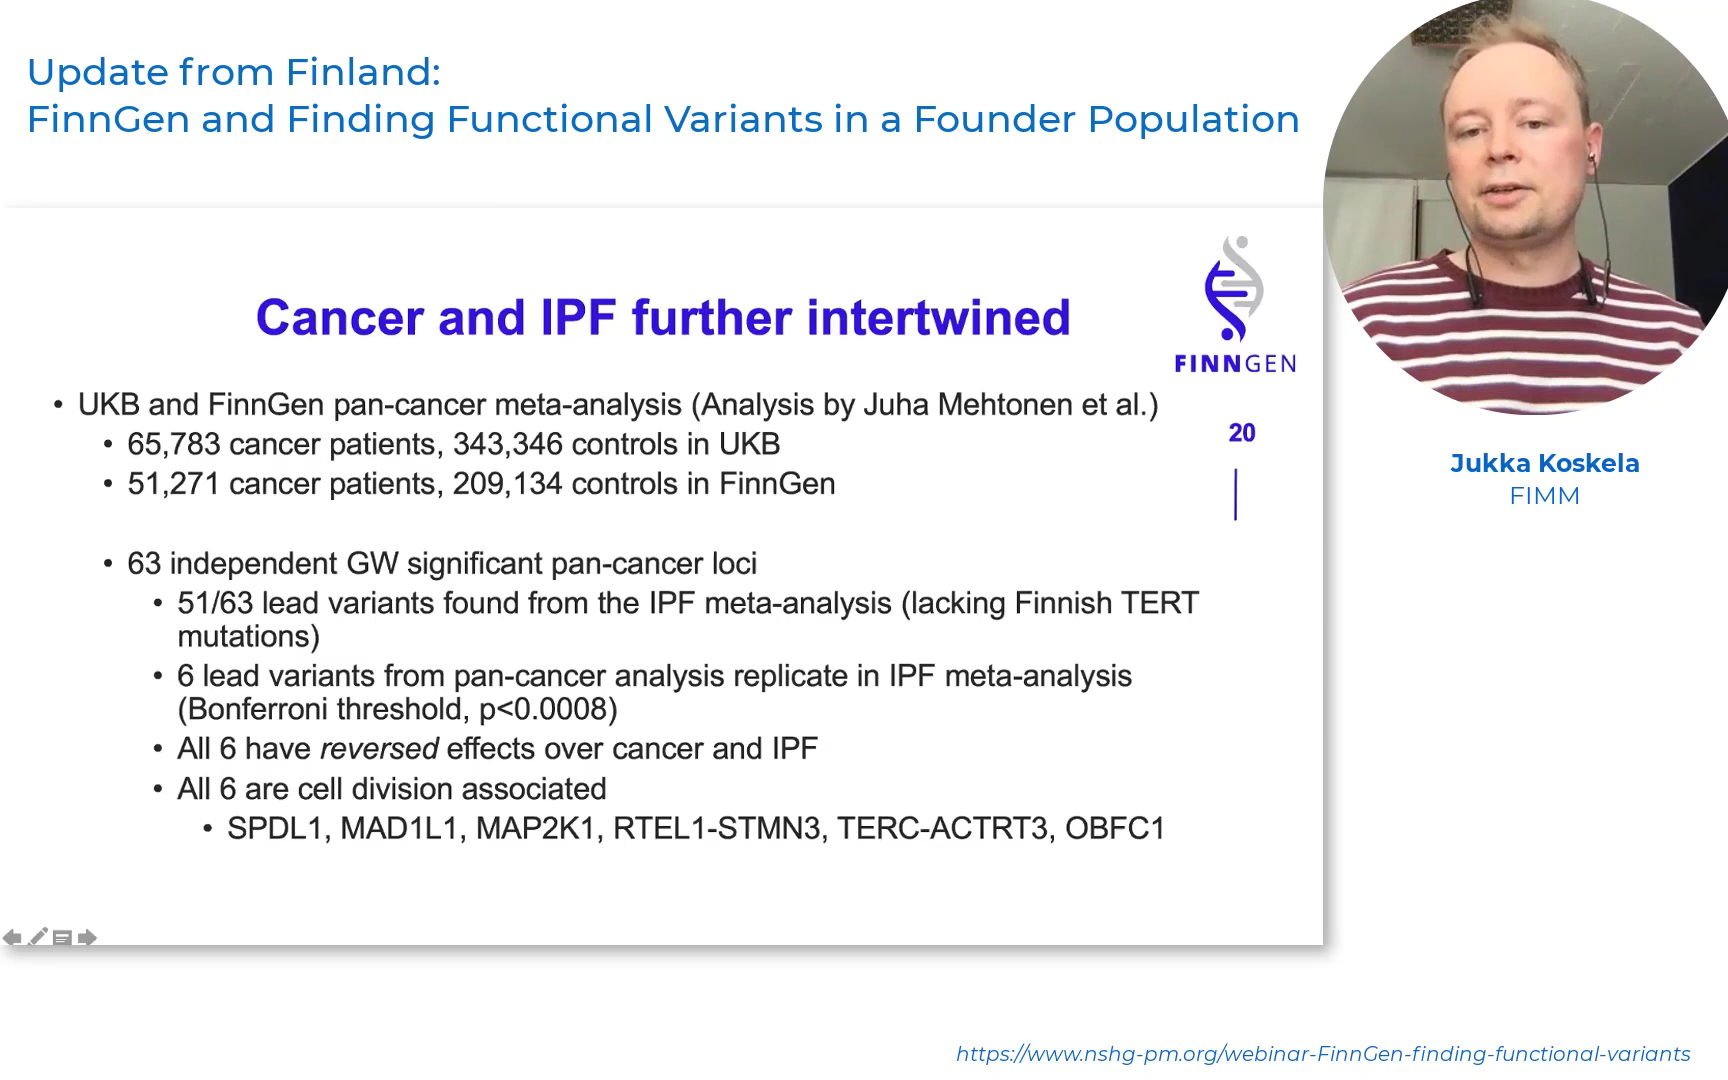 Update from Finland:
FinnGen and Finding Functional Variants in a Founder Population
Cancer and IPF further intertwined
FINNGEN
20
• UKB and FinnGen pan-cancer meta-analysis (Analysis by Juha Mehtonen et al.)
• 65,783 cancer patients, 343,346 controls in UKB
• 51,271 cancer patients, 209,134 controls in FinnGen
• 63 independent GW significant pan-cancer loci
• 51/63 lead variants found from the IPF meta-analysis (lacking Finnish TERT
mutations)
• 6 lead variants from pan-cancer analysis replicate in IPF meta-analysis
(Bonferroni threshold, p<0.0008)
• All 6 have reversed effects over cancer and IPF
• All 6 are cell division associated
• SPDL1, MAD1L1, MAP2K1, RTEL1-STMN3, TERC-ACTRT3, OBFC1
Jukka Koskela
FIMM
https://www.nshg-pm.org/webinar-FinnGen-finding-functional-variants